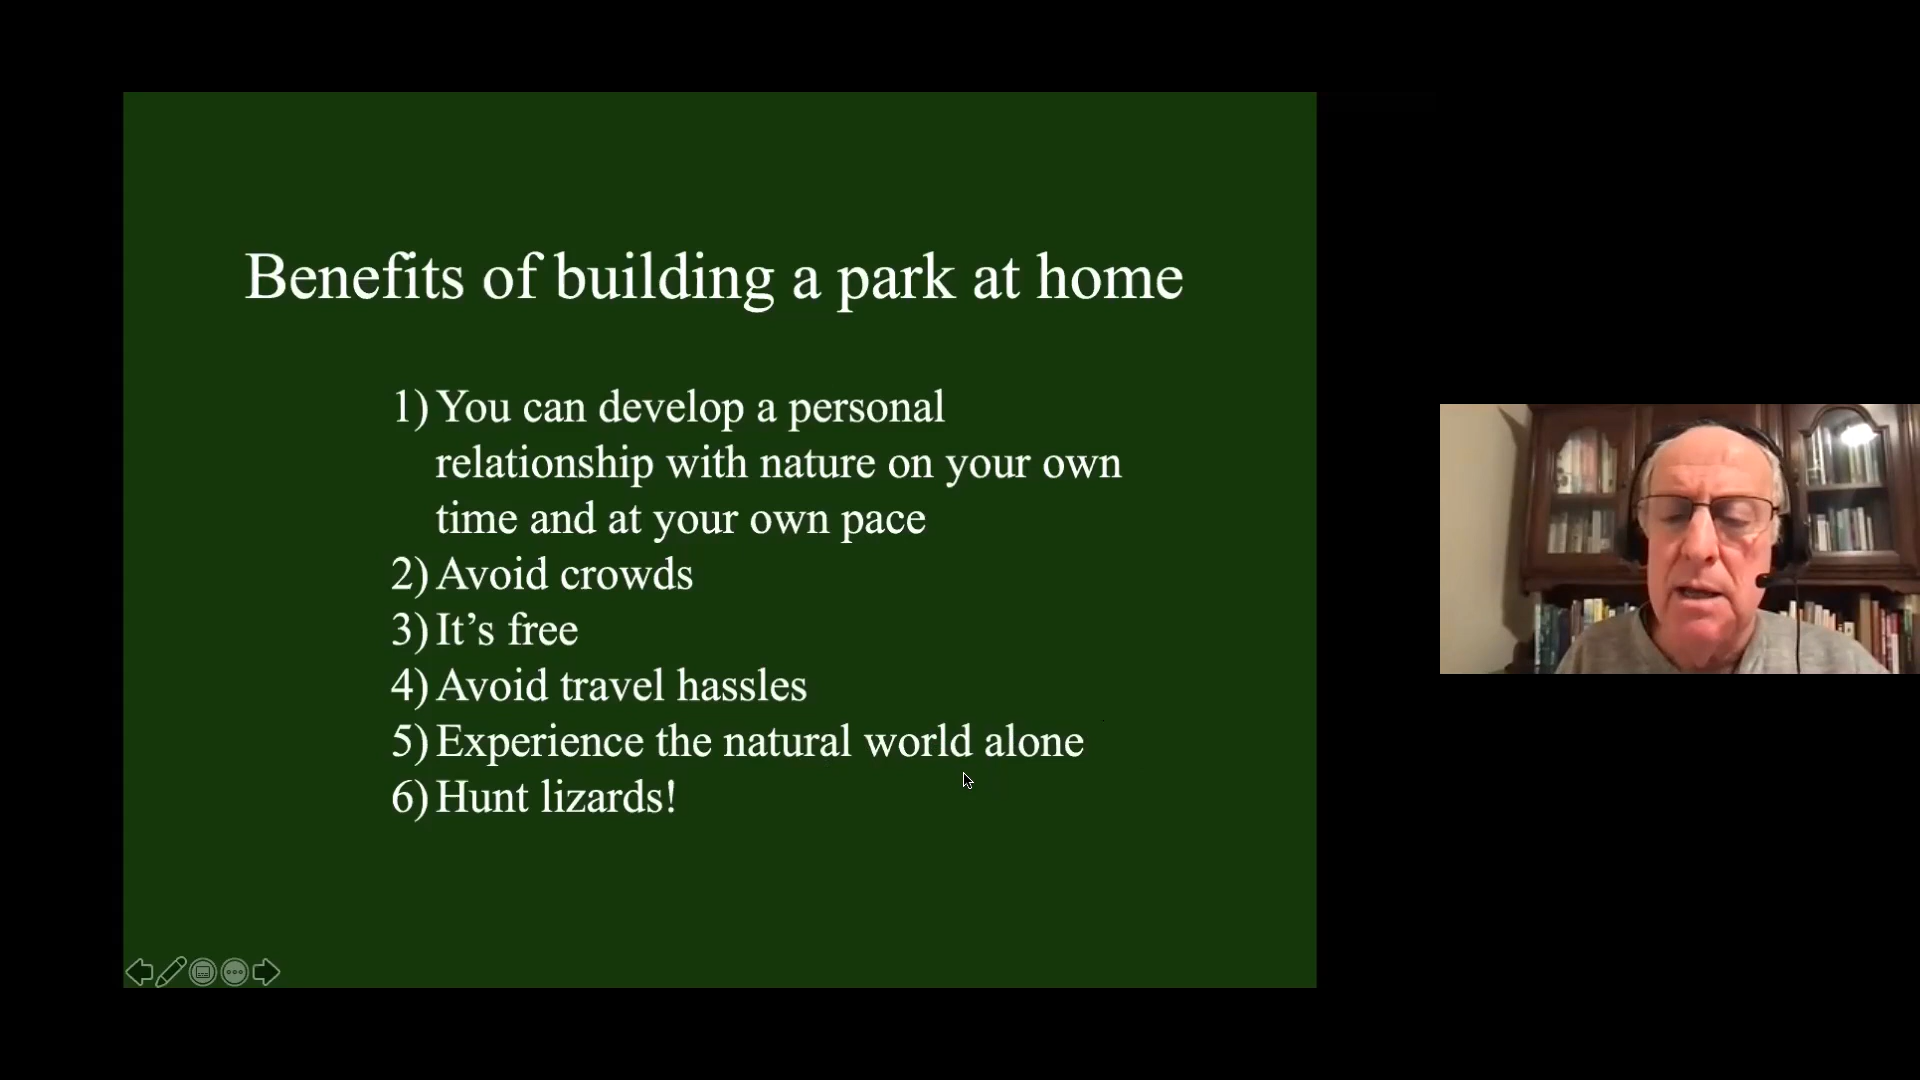 Benefits of building a park at home
1) You can develop a personal
relationship with nature on your own
time and at your own pace
2) Avoid crowds
3) It’s free
4) Avoid travel hassles
5) Experience the natural world alone
6) Hunt lizards!